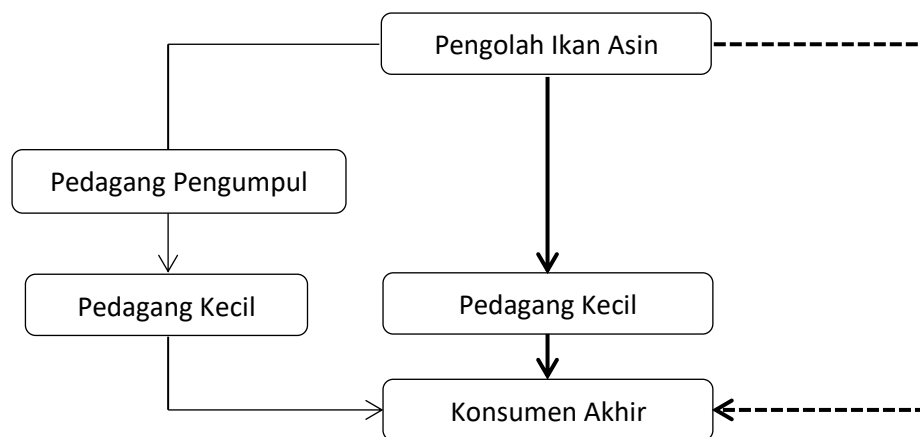 Pengolah Ikan Asin
Pedagang Pengumpul
Pedagang Kecil
Pedagang Kecil
Konsumen Akhir